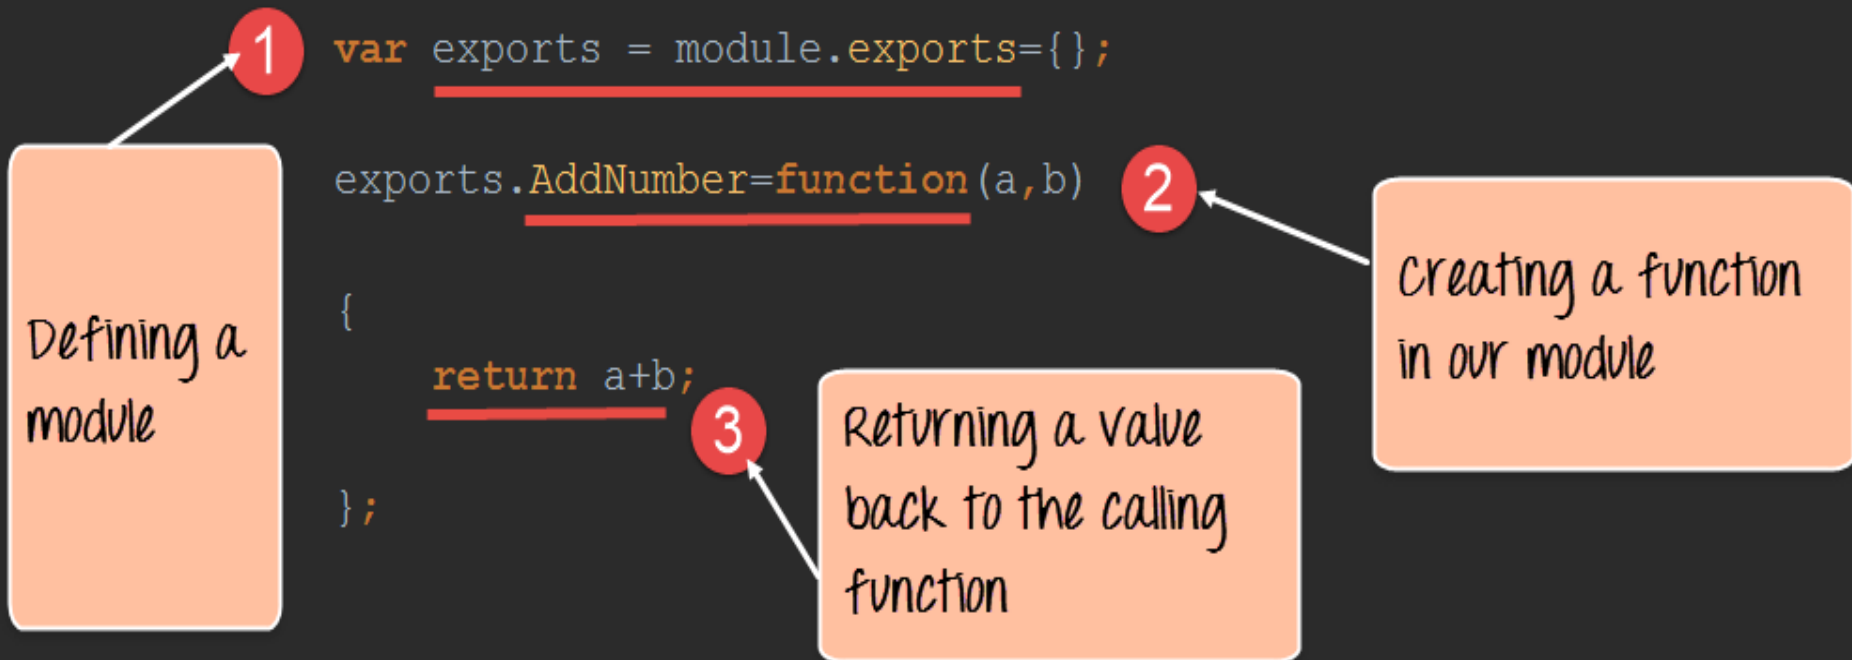 1
var exports = module.exports={};
exports.AddNumber=function(a,b)
2
{
return a+b;
3
};
Defining a
module
Creating a function
in our module
Returning a value
back to the calling
function